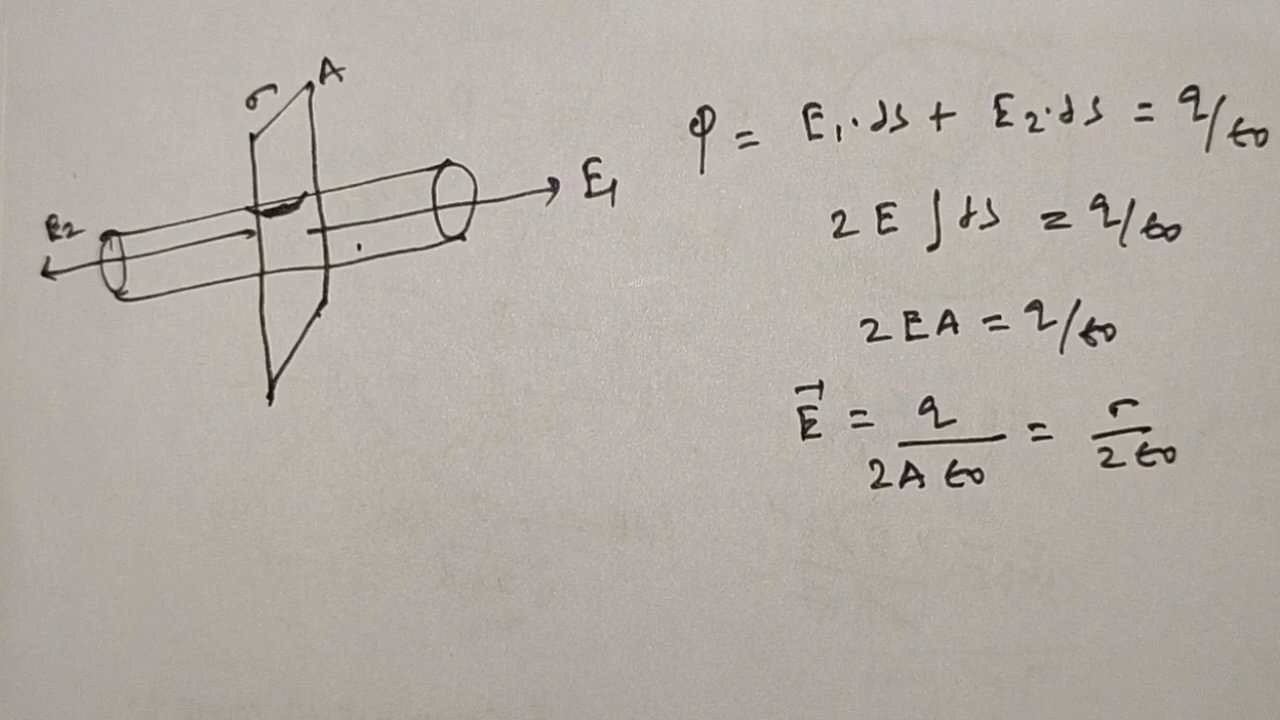 σ
A
E₁
E₂
φ = E₁·ds + E₂·ds = q/ε₀
2E ∫ds = q/ε₀
2EA = q/ε₀
E⃗ = q/2Aε₀ = σ/2ε₀